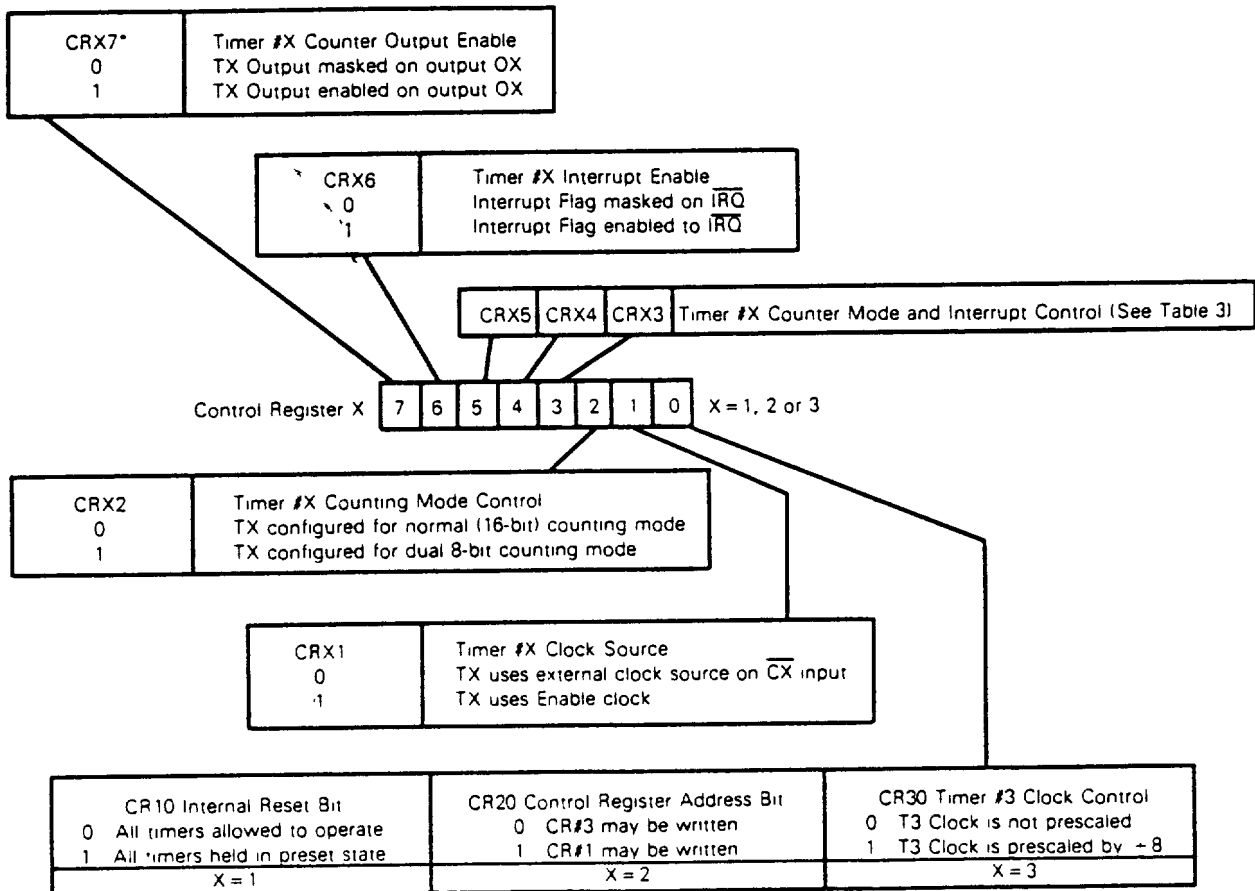 CRX7* Timer #X Counter Output Enable
0 TX Output masked on output OX
1 TX Output enabled on output OX
CRX6 Timer #X Interrupt Enable
0 Interrupt Flag masked on IRQ
1 Interrupt Flag enabled to IRQ
CRX5 CRX4 CRX3 Timer #X Counter Mode and Interrupt Control (See Table 3)
Control Register X 7 6 5 4 3 2 1 0 X = 1, 2 or 3
CRX2 Timer #X Counting Mode Control
0 TX configured for normal (16-bit) counting mode
1 TX configured for dual 8-bit counting mode
CRX1 Timer #X Clock Source
0 TX uses external clock source on CX input
1 TX uses Enable clock
CR10 Internal Reset Bit
0 All timers allowed to operate
1 All timers held in preset state
X = 1
CR20 Control Register Address Bit
0 CR#3 may be written
1 CR#1 may be written
X = 2
CR30 Timer #3 Clock Control
0 T3 Clock is not prescaled
1 T3 Clock is prescaled by ÷8
X = 3